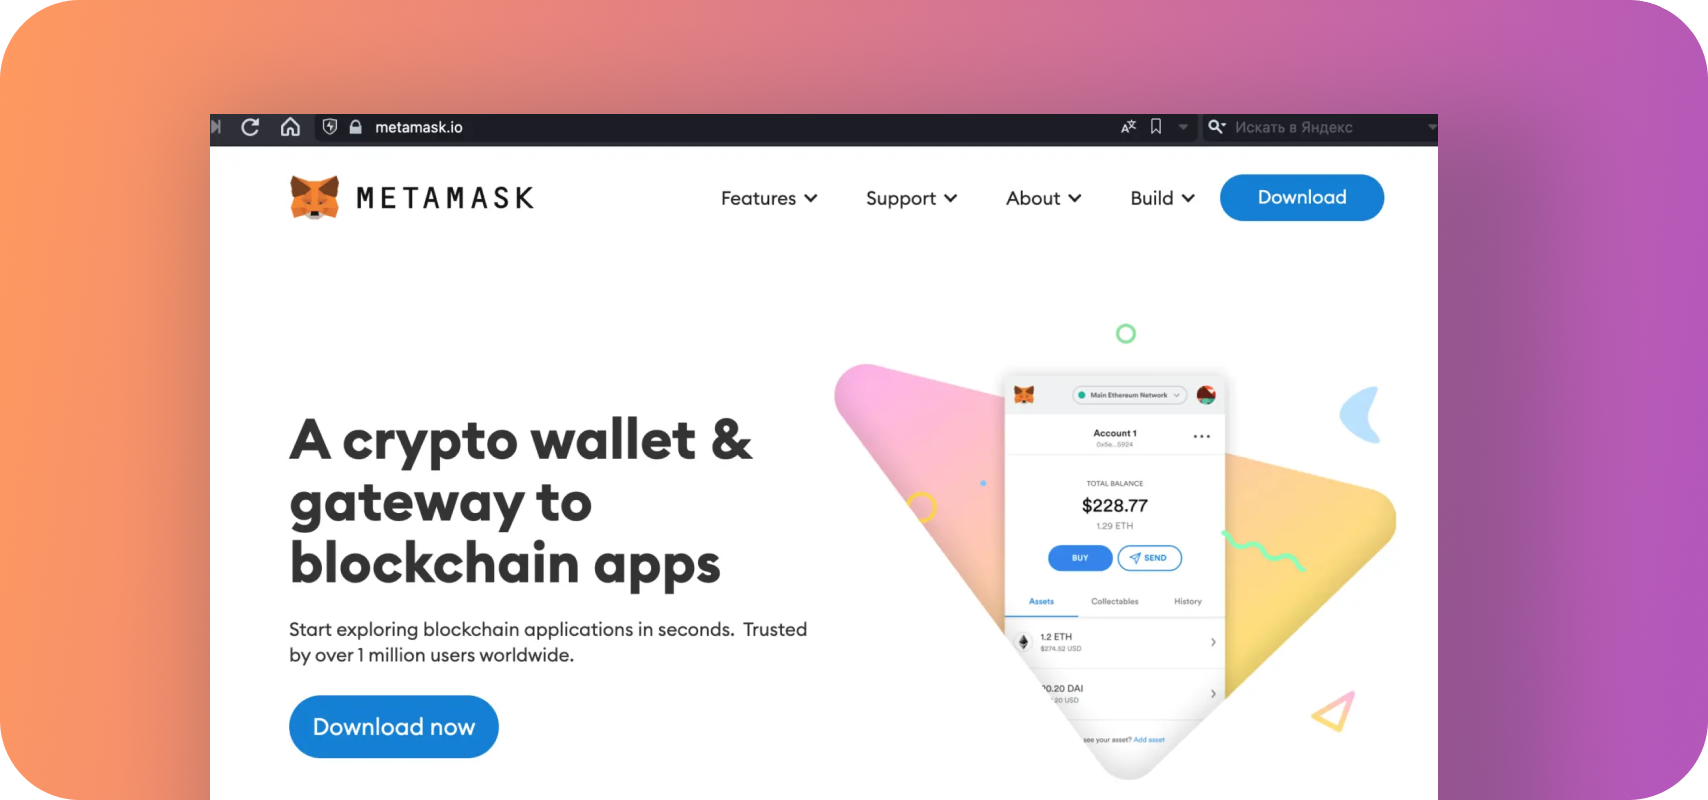 metamask.io
Искать в Яндекс
METAMASK
Features
Support
About
Build
Download
A crypto wallet &
gateway to
blockchain apps
Start exploring blockchain applications in seconds. Trusted
by over 1 million users worldwide.
Download now
Main Ethereum Network
Account 1
0x5e...5924
TOTAL BALANCE
$228.77
1.29 ETH
BUY
SEND
Assets
Collectables
History
1.2 ETH
$274.52 USD
0.20 DAI
20 USD
see your asset? Add asset